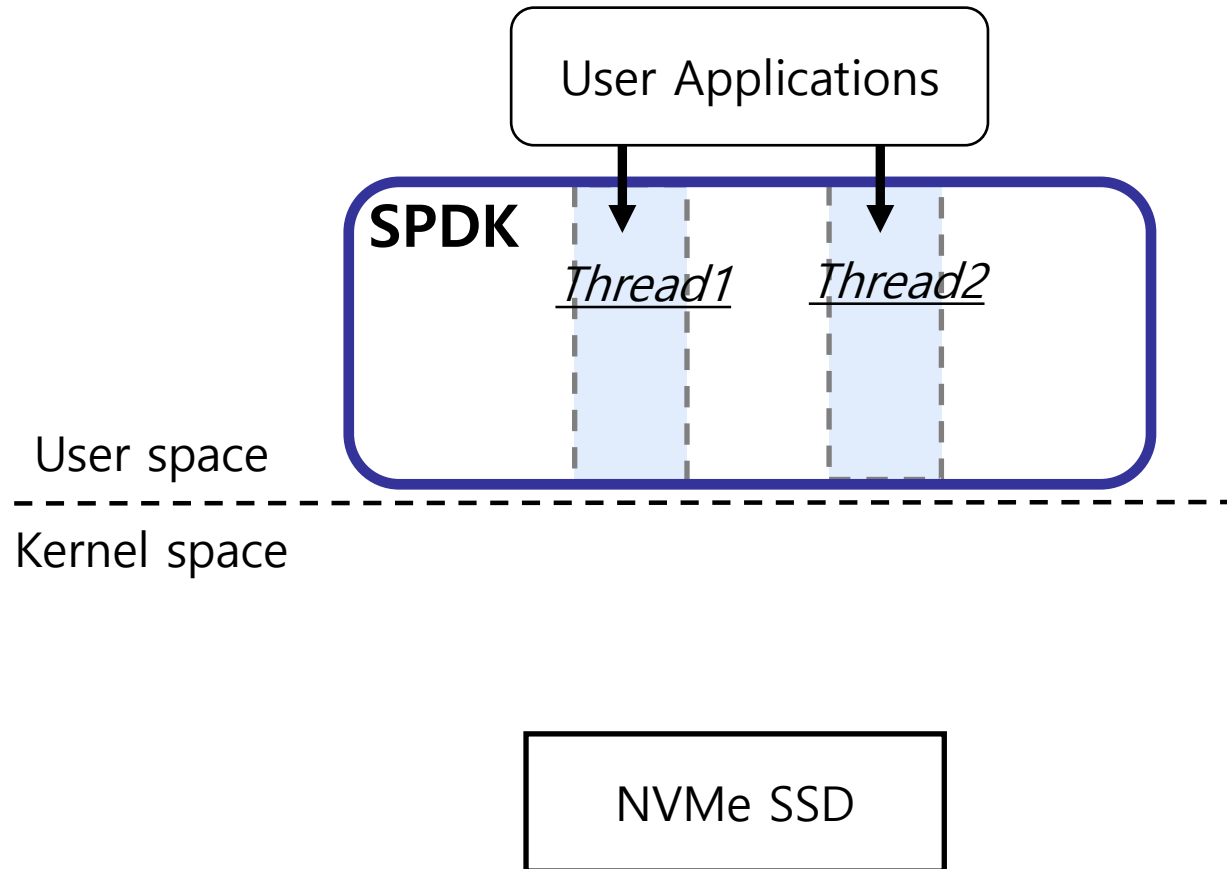 User Applications
SPDK
Thread1
Thread2
User space
Kernel space
NVMe SSD